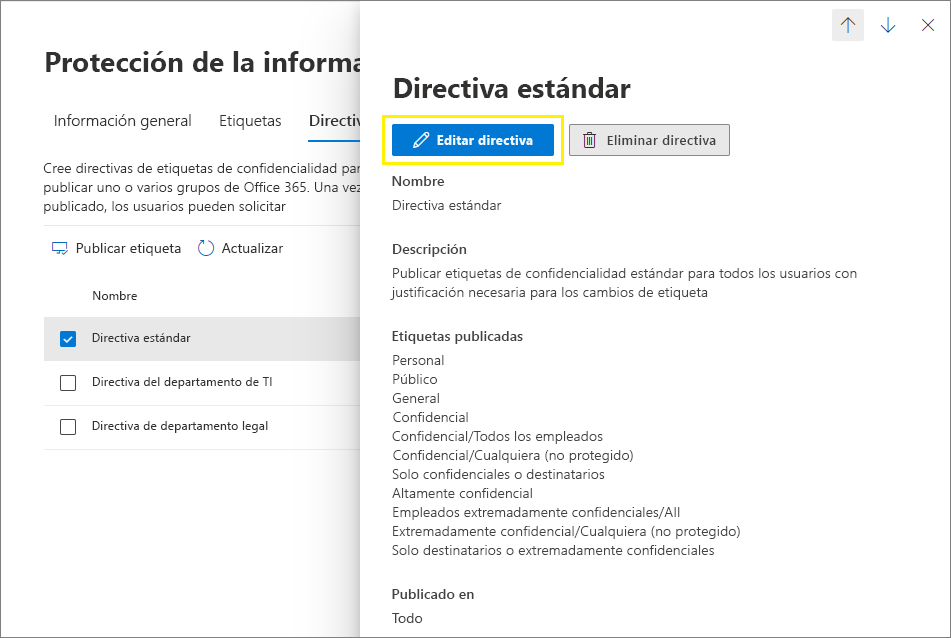 Protección de la informa
Información general
Etiquetas
Directiv
Cree directivas de etiquetas de confidencialidad par
publicar uno o varios grupos de Office 365. Una vez
publicado, los usuarios pueden solicitar
Publicar etiqueta
Actualizar
Nombre
Directiva estándar
Directiva del departamento de TI
Directiva de departamento legal
Directiva estándar
Editar directiva
Eliminar directiva
Nombre
Directiva estándar
Descripción
Publicar etiquetas de confidencialidad estándar para todos los usuarios con
justificación necesaria para los cambios de etiqueta
Etiquetas publicadas
Personal
Público
General
Confidencial
Confidencial/Todos los empleados
Confidencial/Cualquiera (no protegido)
Solo confidenciales o destinatarios
Altamente confidencial
Empleados extremadamente confidenciales/All
Extremadamente confidencial/Cualquiera (no protegido)
Solo destinatarios o extremadamente confidenciales
Publicado en
Todo